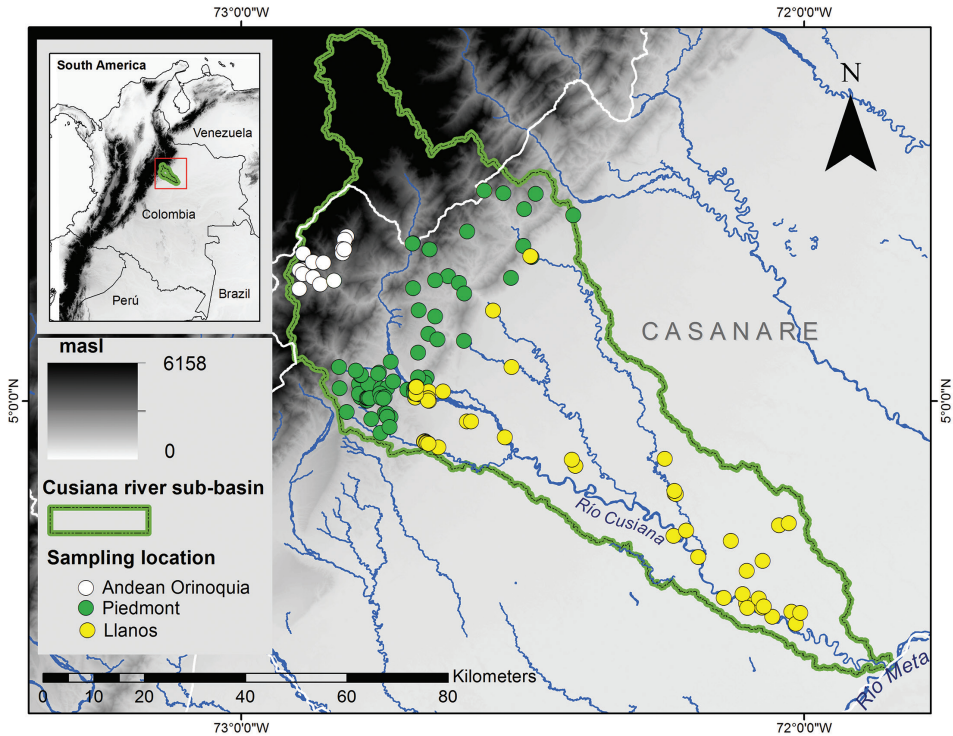 73°0'0"W
72°0'0"W
South America
Venezuela
Colombia
Perú
Brazil
N
CASANARE
masl
6158
0
5°0'0"N
5°0'0"N
Cusiana river sub-basin
Río Cusiana
Sampling location
Andean Orinoquia
Piedmont
Llanos
Río Meta
Kilometers
0 10 20 40 60 80
73°0'0"W
72°0'0"W